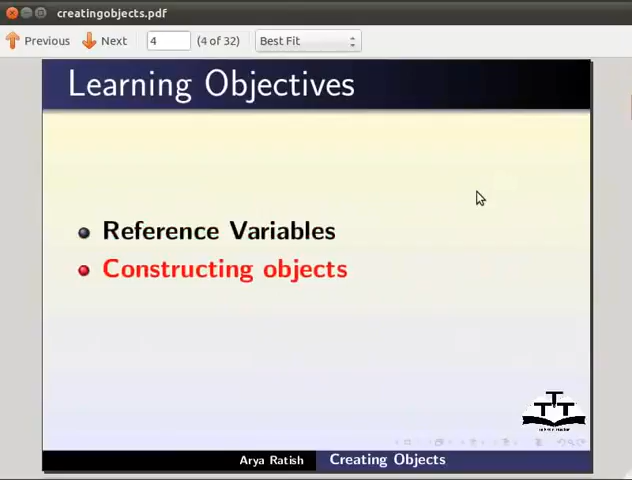 creatingobjects.pdf
Previous Next 4 (4 of 32) Best Fit
Learning Objectives
Reference Variables
Constructing objects
TTT
Arya Ratish Creating Objects